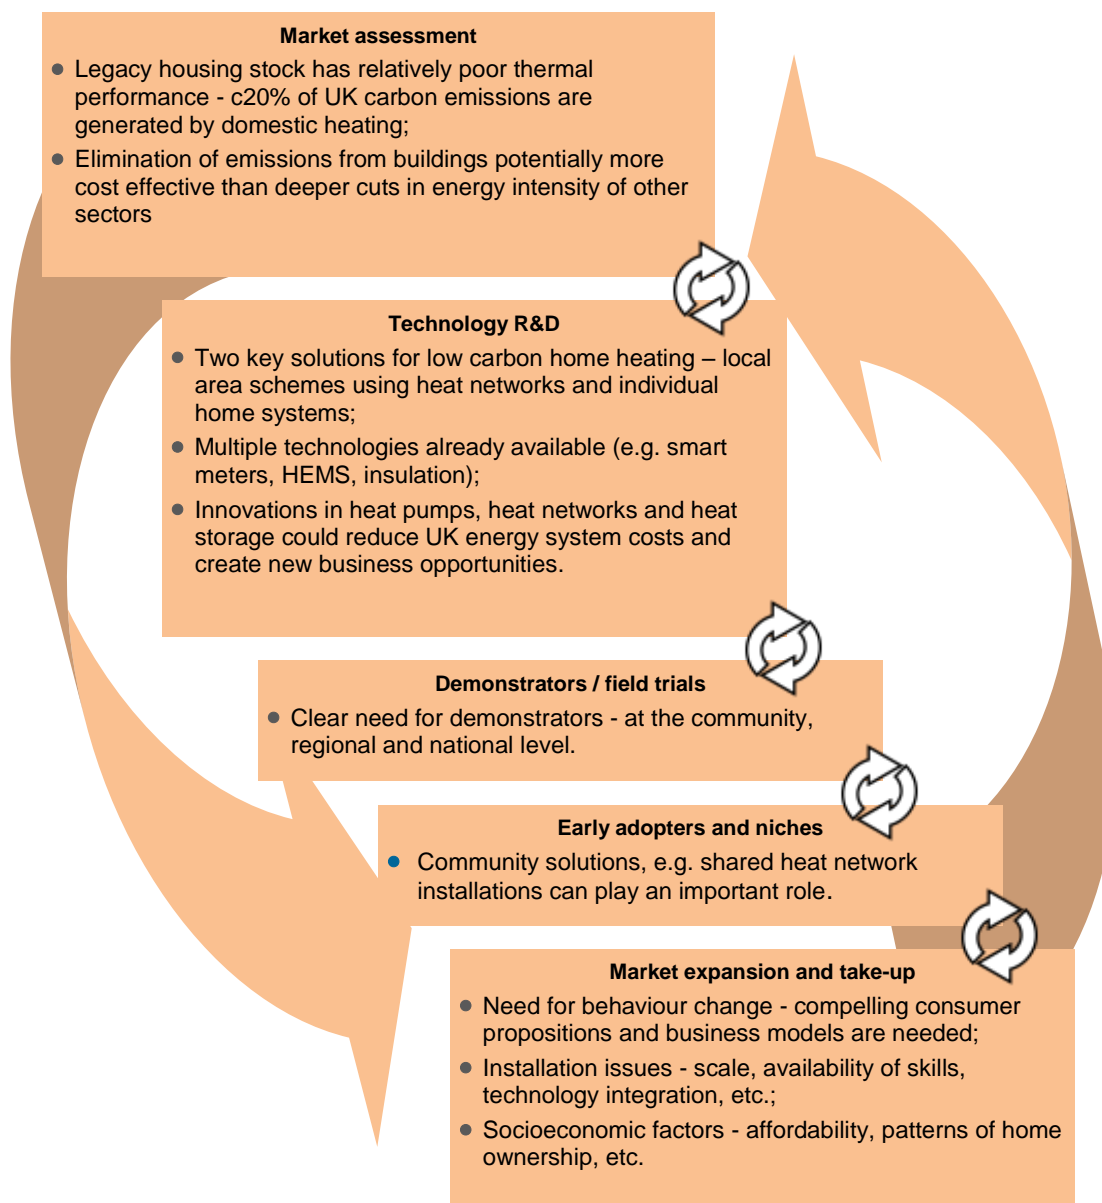 Market assessment
● Legacy housing stock has relatively poor thermal
performance - c20% of UK carbon emissions are
generated by domestic heating;
● Elimination of emissions from buildings potentially more
cost effective than deeper cuts in energy intensity of other
sectors
Technology R&D
● Two key solutions for low carbon home heating – local
area schemes using heat networks and individual
home systems;
● Multiple technologies already available (e.g. smart
meters, HEMS, insulation);
● Innovations in heat pumps, heat networks and heat
storage could reduce UK energy system costs and
create new business opportunities.
Demonstrators / field trials
● Clear need for demonstrators - at the community,
regional and national level.
Early adopters and niches
● Community solutions, e.g. shared heat network
installations can play an important role.
Market expansion and take-up
● Need for behaviour change - compelling consumer
propositions and business models are needed;
● Installation issues - scale, availability of skills,
technology integration, etc.;
● Socioeconomic factors - affordability, patterns of home
ownership, etc.